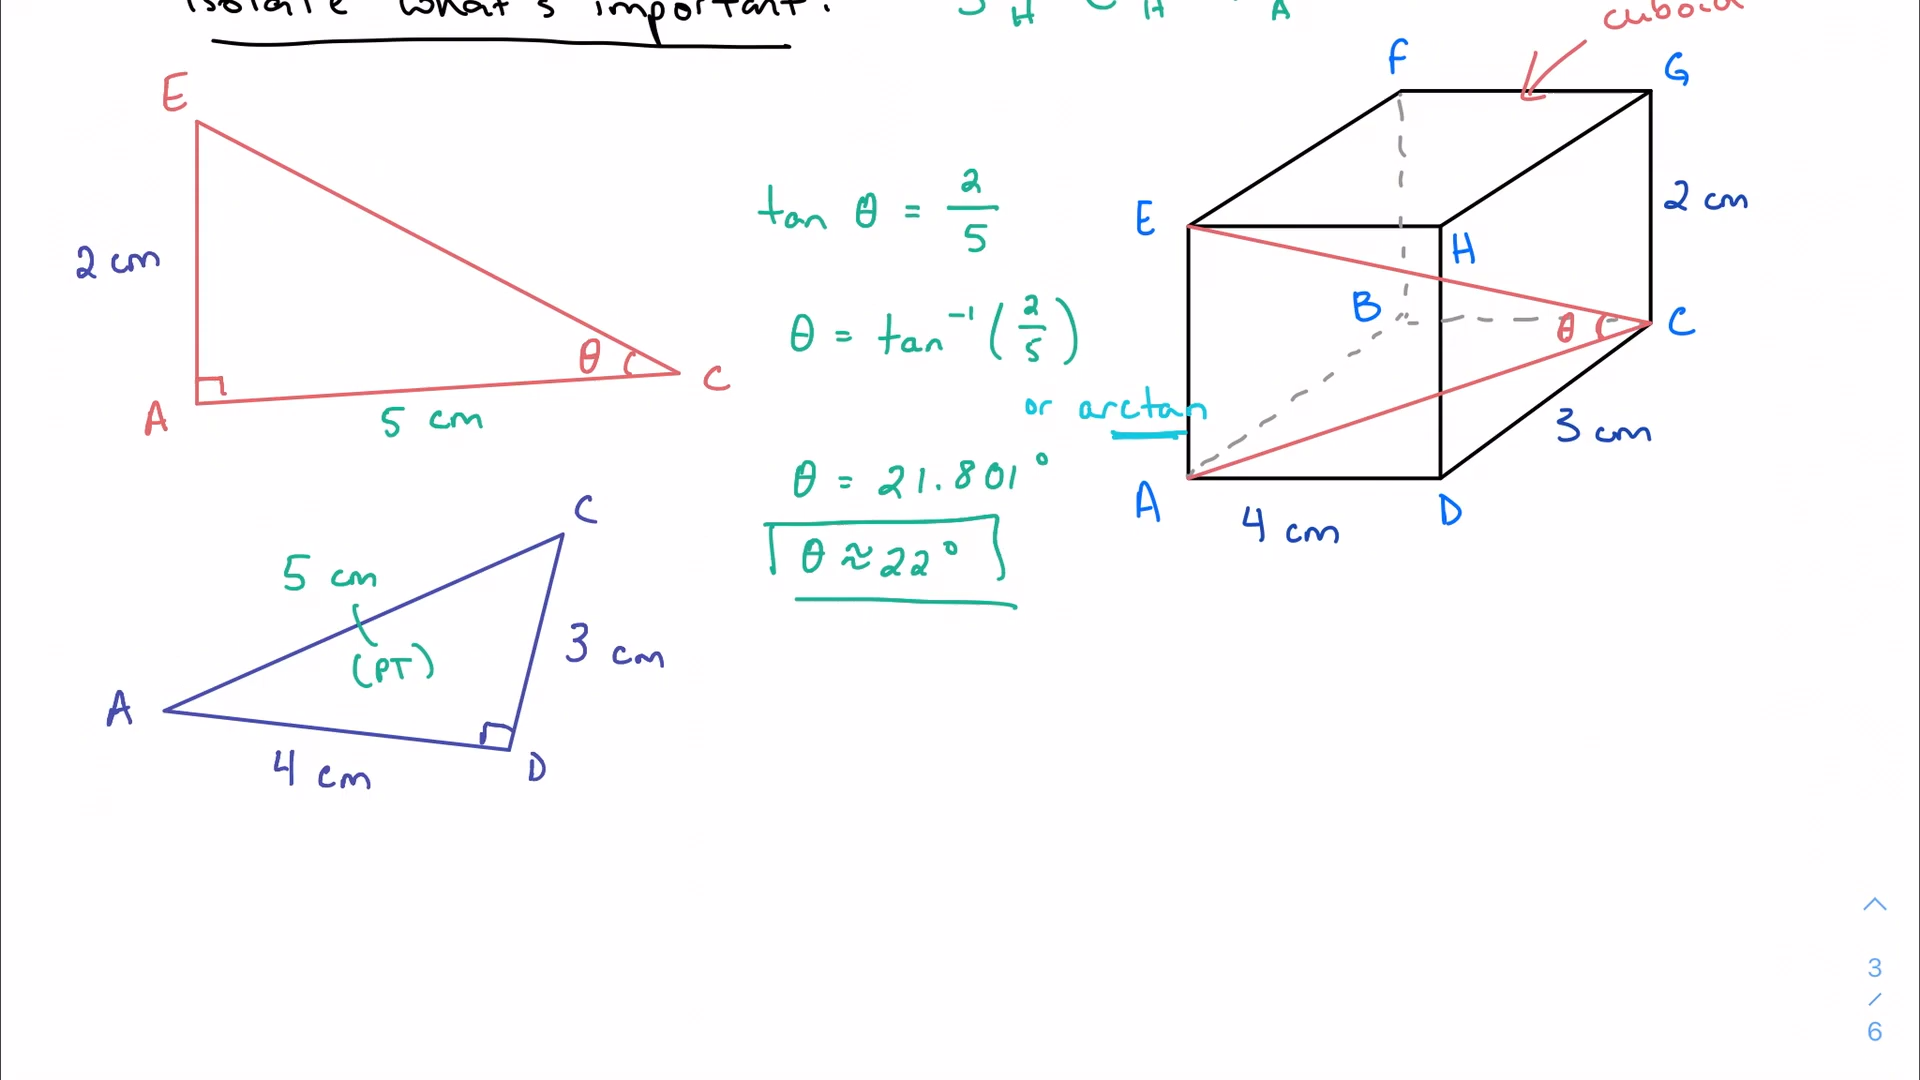 isolate what's important.
S H C H A
cuboid
E
2 cm
A
5 cm
θ
C
tan θ = 2/5
θ = tan⁻¹(2/5)
or arctan
θ = 21.801°
θ ≈ 22°
F
G
E
H
2 cm
B
θ
C
3 cm
A
4 cm
D
C
5 cm
(PT)
3 cm
A
4 cm
D
3
/
6